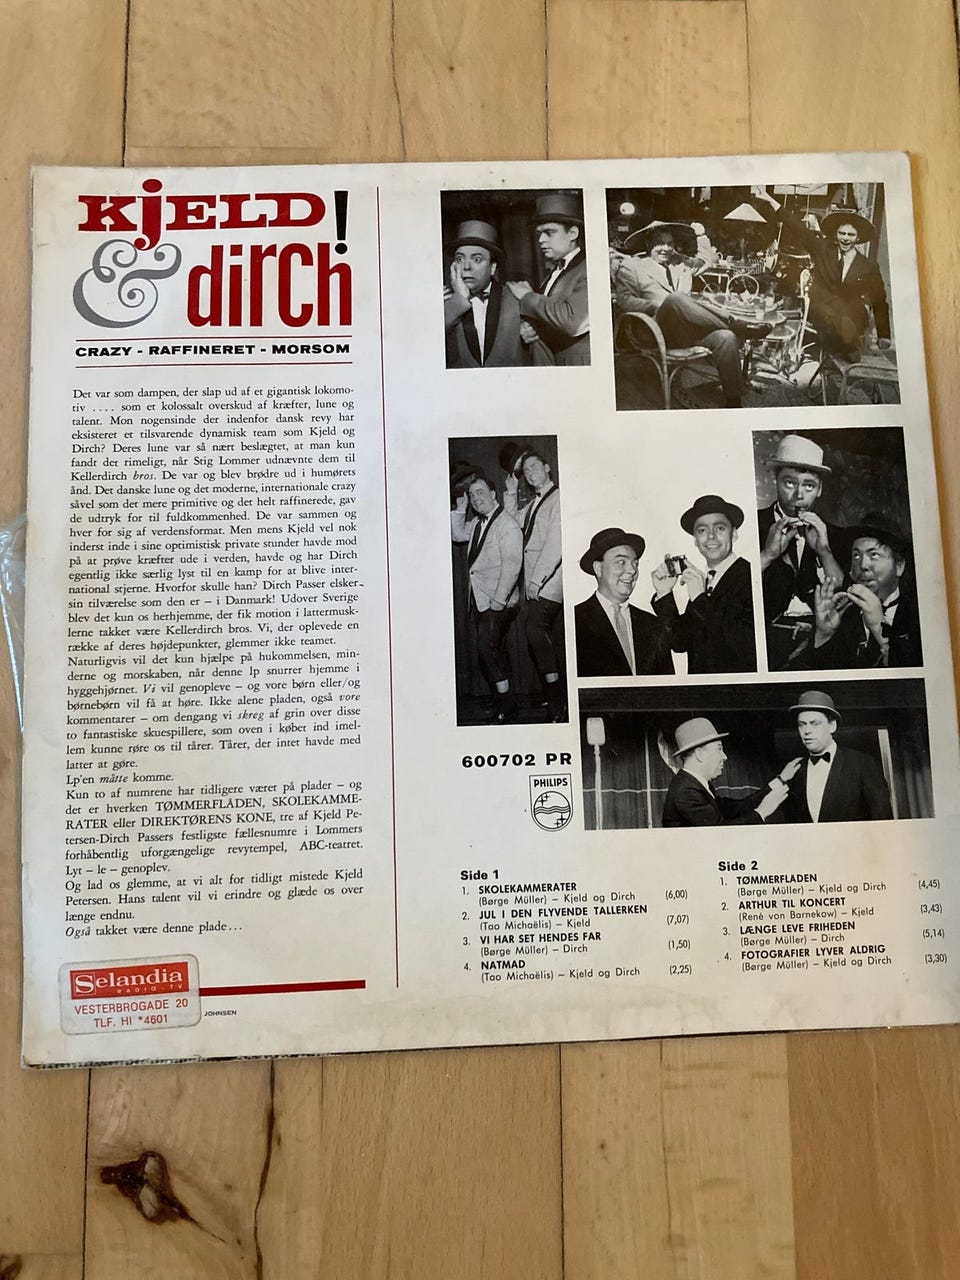 KJELD!
& dirch
CRAZY - RAFFINERET - MORSOM
Det var som dampen, der slap ud af et gigantisk lokomo-
tiv .... som et kolossalt overskud af kræfter, lune og
talent. Mon nogensinde der indenfor dansk revy har
eksisteret et tilsvarende dynamisk team som Kjeld og
Dirch? Deres lune var så nært beslægtet, at man kun
fandt det rimeligt, når Stig Lommer udnævnte dem til
Kellerdirch bros. De var og blev brødre ud i humørets
ånd. Det danske lune og det moderne, internationale crazy
såvel som det mere primitive og det helt raffinerede, gav
de udtryk for til fuldkommenhed. De var sammen og
hver for sig af verdensformat. Men mens Kjeld vel nok
inderst inde i sine optimistisk private stunder havde mod
på at prøve kræfter ude i verden, havde og har Dirch
egentlig ikke særlig lyst til en kamp for at blive inter-
national stjerne. Hvorfor skulle han? Dirch Passer elsker-
sin tilværelse som den er – i Danmark! Udover Sverige
blev det kun os herhjemme, der fik motion i lattermusk-
lerne takket være Kellerdirch bros. Vi, der oplevede en
række af deres højdepunkter, glemmer ikke teamet.
Naturligvis vil det kun hjælpe på hukommelsen, min-
derne og morskaben, når denne lp snurrer hjemme i
hyggehjørnet. Vi vil genopleve – og vore børn eller/og
børnebørn vil få at høre. Ikke alene pladen, også vore
kommentarer – om dengang vi skreg af grin over disse
to fantastiske skuespillere, som oven i købet ind imel-
lem kunne røre os til tårer. Tårer, der intet havde med
latter at gøre.
Lp'en måtte komme.
Kun to af numrene har tidligere været på plader – og
det er hverken TØMMERFLÅDEN, SKOLEKAMME-
RATER eller DIREKTØRENS KONE, tre af Kjeld Pe-
tersen-Dirch Passers festligste fællesnumre i Lommers
forhåbentlig uforgængelige revytempel, ABC-teatret.
Lyt – le – genoplev.
Og lad os glemme, at vi alt for tidligt mistede Kjeld
Petersen. Hans talent vil vi erindre og glæde os over
længe endnu.
Også takket være denne plade...
Selandia
RADIO - TV
VESTERBROGADE 20
TLF. HI *4601
JOHNSEN
600702 PR
PHILIPS
Side 1
1. SKOLEKAMMERATER
(Børge Müller) – Kjeld og Dirch (6,00)
2. JUL I DEN FLYVENDE TALLERKEN
(Tao Michaëlis) – Kjeld (7,07)
3. VI HAR SET HENDES FAR
(Børge Müller) – Dirch (1,50)
4. NATMAD
(Tao Michaëlis) – Kjeld og Dirch (2,25)
Side 2
1. TØMMERFLÅDEN
(Børge Müller) – Kjeld og Dirch (4,45)
2. ARTHUR TIL KONCERT
(René von Barnekow) – Kjeld (3,43)
3. LÆNGE LEVE FRIHEDEN
(Børge Müller) – Dirch (5,14)
4. FOTOGRAFIER LYVER ALDRIG
(Børge Müller) – Kjeld og Dirch (3,30)